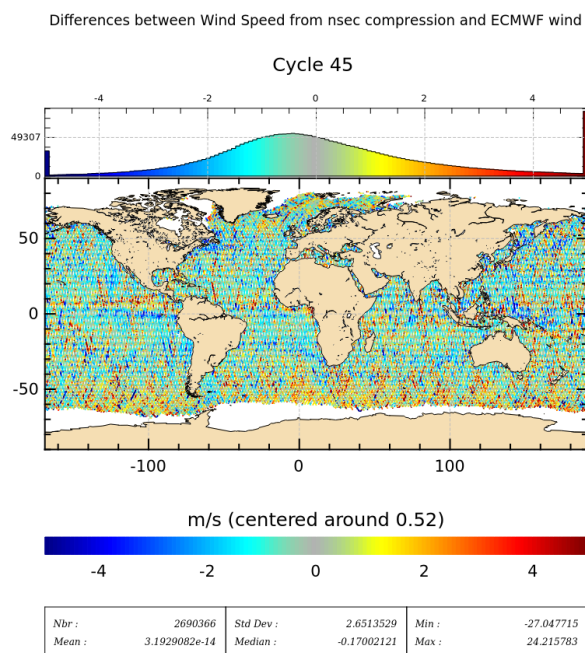 Differences between Wind Speed from nsec compression and ECMWF wind
Cycle 45
-4 -2 0 2 4
49307
0
50
0
-50
-100 0 100
m/s (centered around 0.52)
-4 -2 0 2 4
Nbr : 2690366 Std Dev : 2.6513529 Min : -27.047715
Mean : 3.1929082e-14 Median : -0.17002121 Max : 24.215783